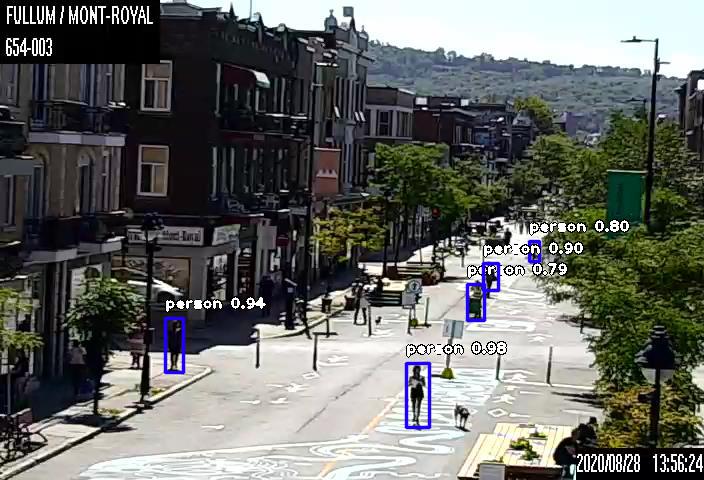 FULLUM / MONT-ROYAL
654-003
person 0.80
person 0.90
person 0.79
person 0.94
person 0.98
2020/08/28 13:56:24